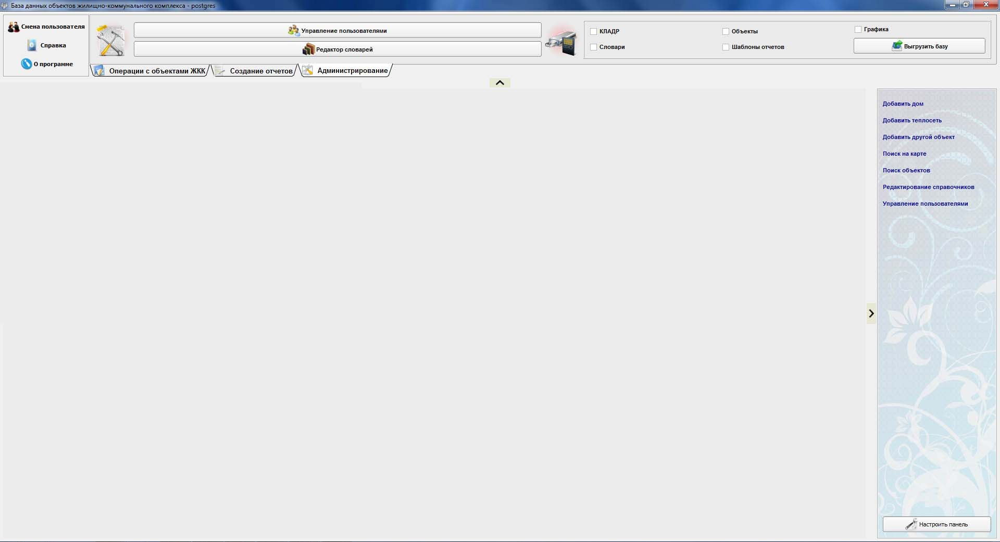 База данных объектов жилищно-коммунального комплекса - postgres
Смена пользователя
Справка
О программе
Управление пользователями
Редактор словарей
КЛАДР
Словари
Объекты
Шаблоны отчетов
Графика
Выгрузить базу
Операции с объектами ЖКК
Создание отчетов
Администрирование
Добавить дом
Добавить теплосеть
Добавить другой объект
Поиск на карте
Поиск объектов
Редактирование справочников
Управление пользователями
Настроить панель